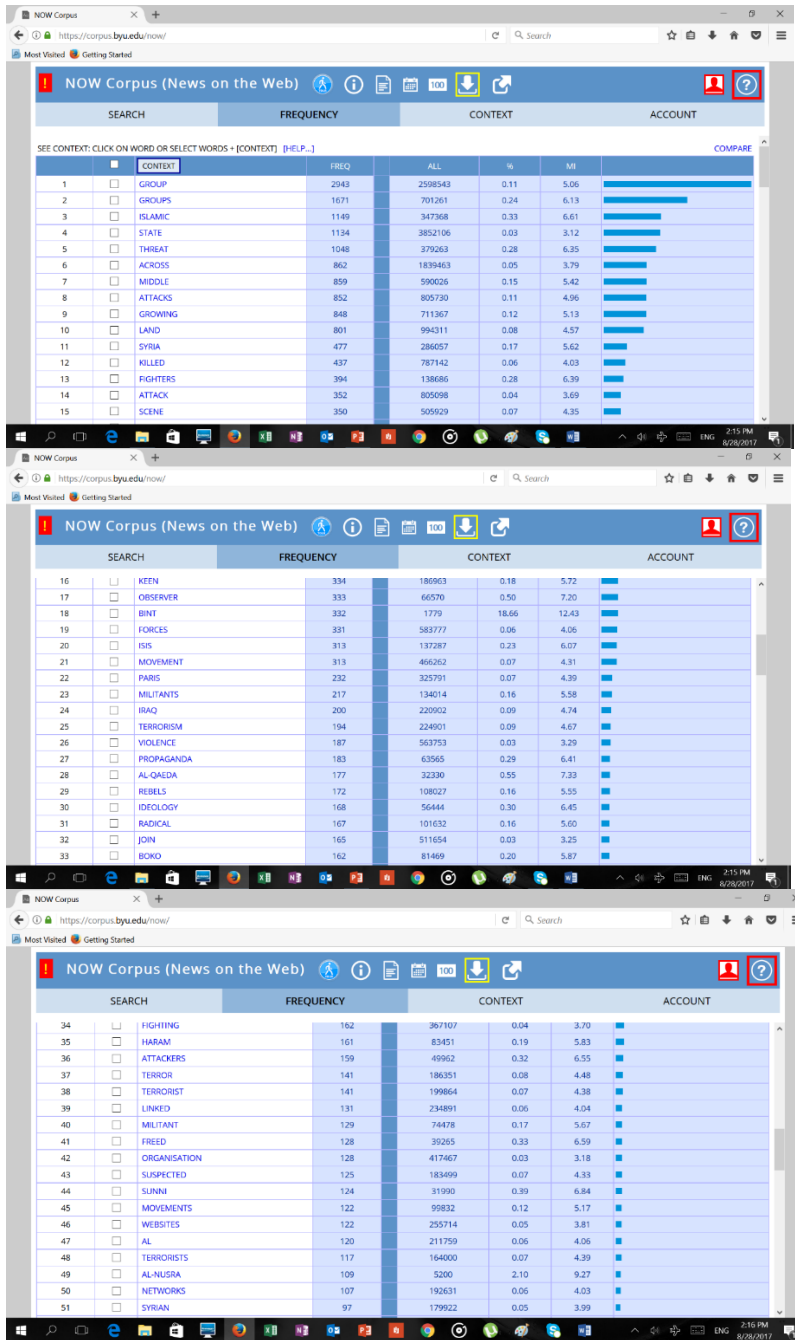 NOW Corpus × +
https://corpus.byu.edu/now/ Search
Most Visited Getting Started
! NOW Corpus (News on the Web) 100 ?
SEARCH FREQUENCY CONTEXT ACCOUNT
SEE CONTEXT: CLICK ON WORD OR SELECT WORDS + [CONTEXT] [HELP...] COMPARE
CONTEXT FREQ ALL % MI
1 GROUP 2943 2598543 0.11 5.06
2 GROUPS 1671 701261 0.24 6.13
3 ISLAMIC 1149 347368 0.33 6.61
4 STATE 1134 3852106 0.03 3.12
5 THREAT 1048 379263 0.28 6.35
6 ACROSS 862 1839463 0.05 3.79
7 MIDDLE 859 590026 0.15 5.42
8 ATTACKS 852 805730 0.11 4.96
9 GROWING 848 711367 0.12 5.13
10 LAND 801 994311 0.08 4.57
11 SYRIA 477 286057 0.17 5.62
12 KILLED 437 787142 0.06 4.03
13 FIGHTERS 394 138686 0.28 6.39
14 ATTACK 352 805098 0.04 3.69
15 SCENE 350 505929 0.07 4.35
ENG 2:15 PM
8/28/2017
NOW Corpus × +
https://corpus.byu.edu/now/ Search
Most Visited Getting Started
! NOW Corpus (News on the Web) 100 ?
SEARCH FREQUENCY CONTEXT ACCOUNT
16 KEEN 334 186963 0.18 5.72
17 OBSERVER 333 66570 0.50 7.20
18 BINT 332 1779 18.66 12.43
19 FORCES 331 583777 0.06 4.06
20 ISIS 313 137287 0.23 6.07
21 MOVEMENT 313 466262 0.07 4.31
22 PARIS 232 325791 0.07 4.39
23 MILITANTS 217 134014 0.16 5.58
24 IRAQ 200 220902 0.09 4.74
25 TERRORISM 194 224901 0.09 4.67
26 VIOLENCE 187 563753 0.03 3.29
27 PROPAGANDA 183 63565 0.29 6.41
28 AL-QAEDA 177 32330 0.55 7.33
29 REBELS 172 108027 0.16 5.55
30 IDEOLOGY 168 56444 0.30 6.45
31 RADICAL 167 101632 0.16 5.60
32 JOIN 165 511654 0.03 3.25
33 BOKO 162 81469 0.20 5.87
ENG 2:15 PM
8/28/2017
NOW Corpus × +
https://corpus.byu.edu/now/ Search
Most Visited Getting Started
! NOW Corpus (News on the Web) 100 ?
SEARCH FREQUENCY CONTEXT ACCOUNT
34 FIGHTING 162 367107 0.04 3.70
35 HARAM 161 83451 0.19 5.83
36 ATTACKERS 159 49962 0.32 6.55
37 TERROR 141 186351 0.08 4.48
38 TERRORIST 141 199864 0.07 4.38
39 LINKED 131 234891 0.06 4.04
40 MILITANT 129 74478 0.17 5.67
41 FREED 128 39265 0.33 6.59
42 ORGANISATION 128 417467 0.03 3.18
43 SUSPECTED 125 183499 0.07 4.33
44 SUNNI 124 31990 0.39 6.84
45 MOVEMENTS 122 99832 0.12 5.17
46 WEBSITES 122 255714 0.05 3.81
47 AL 120 211759 0.06 4.06
48 TERRORISTS 117 164000 0.07 4.39
49 AL-NUSRA 109 5200 2.10 9.27
50 NETWORKS 107 192631 0.06 4.03
51 SYRIAN 97 179922 0.05 3.99
ENG 2:16 PM
8/28/2017